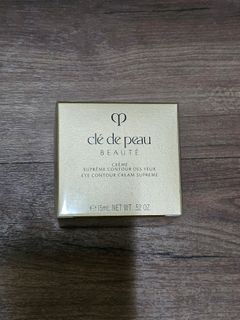 clé de peau
BEAUTÉ
CRÈME
SUPRÊME CONTOUR DES YEUX
EYE CONTOUR CREAM SUPREME
e 15mL NET WT. .52 OZ.